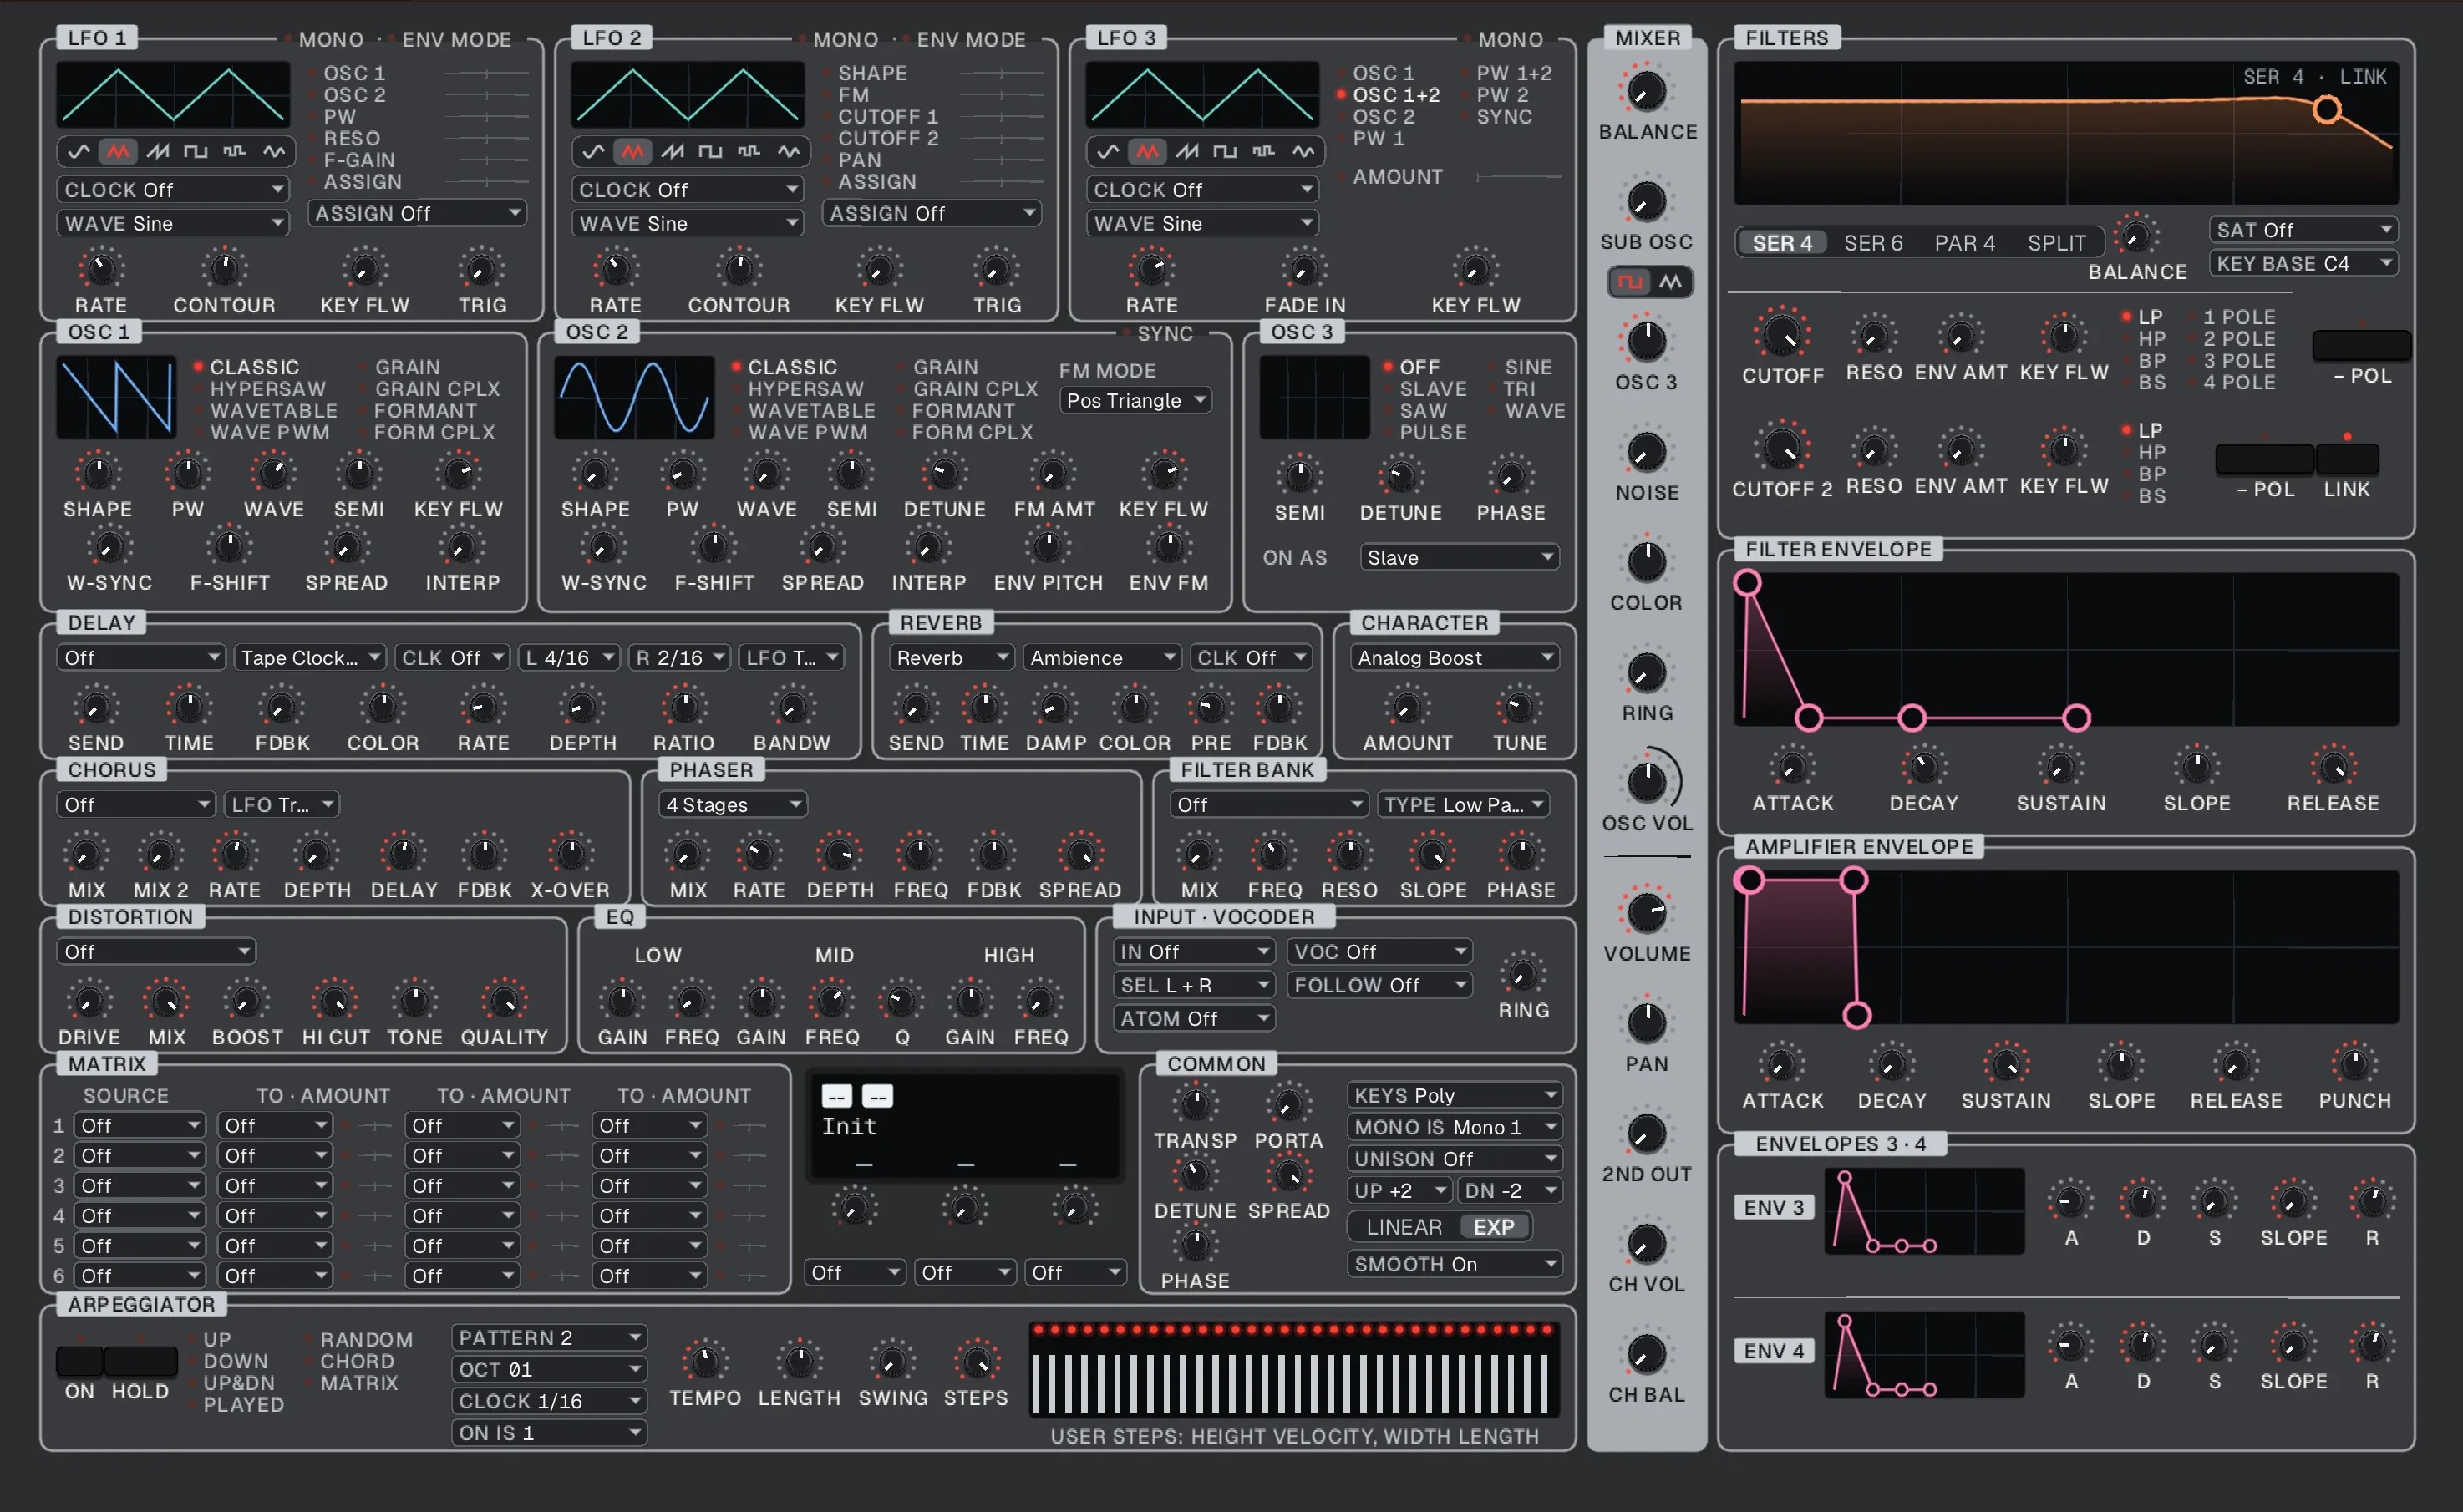 LFO 1
MONO · ENV MODE
OSC 1
OSC 2
PW
RESO
F-GAIN
ASSIGN
CLOCK Off
WAVE Sine
ASSIGN Off
RATE CONTOUR KEY FLW TRIG
LFO 2
MONO · ENV MODE
SHAPE
FM
CUTOFF 1
CUTOFF 2
PAN
ASSIGN
CLOCK Off
WAVE Sine
ASSIGN Off
RATE CONTOUR KEY FLW TRIG
LFO 3
MONO
OSC 1 PW 1+2
OSC 1+2 PW 2
OSC 2 SYNC
PW 1
AMOUNT
CLOCK Off
WAVE Sine
RATE FADE IN KEY FLW
OSC 1
CLASSIC GRAIN
HYPERSAW GRAIN CPLX
WAVETABLE FORMANT
WAVE PWM FORM CPLX
SHAPE PW WAVE SEMI KEY FLW
W-SYNC F-SHIFT SPREAD INTERP
OSC 2
SYNC
CLASSIC GRAIN
HYPERSAW GRAIN CPLX
WAVETABLE FORMANT
WAVE PWM FORM CPLX
FM MODE
Pos Triangle
SHAPE PW WAVE SEMI DETUNE FM AMT KEY FLW
W-SYNC F-SHIFT SPREAD INTERP ENV PITCH ENV FM
OSC 3
OFF SINE
SLAVE TRI
SAW WAVE
PULSE
SEMI DETUNE PHASE
ON AS Slave
DELAY
Off Tape Clock... CLK Off L 4/16 R 2/16 LFO T...
SEND TIME FDBK COLOR RATE DEPTH RATIO BANDW
REVERB
Reverb Ambience CLK Off
SEND TIME DAMP COLOR PRE FDBK
CHARACTER
Analog Boost
AMOUNT TUNE
CHORUS
Off LFO Tr...
MIX MIX 2 RATE DEPTH DELAY FDBK X-OVER
PHASER
4 Stages
MIX RATE DEPTH FREQ FDBK SPREAD
FILTER BANK
Off TYPE Low Pa...
MIX FREQ RESO SLOPE PHASE
DISTORTION
Off
DRIVE MIX BOOST HI CUT TONE QUALITY
EQ
LOW MID HIGH
GAIN FREQ GAIN FREQ Q GAIN FREQ
INPUT · VOCODER
IN Off VOC Off
SEL L + R FOLLOW Off
ATOM Off
RING
MATRIX
SOURCE TO · AMOUNT TO · AMOUNT TO · AMOUNT
1 Off Off Off Off
2 Off Off Off Off
3 Off Off Off Off
4 Off Off Off Off
5 Off Off Off Off
6 Off Off Off Off
-- --
Init
— — —
Off Off Off
COMMON
TRANSP PORTA
DETUNE SPREAD
PHASE
KEYS Poly
MONO IS Mono 1
UNISON Off
UP +2 DN -2
LINEAR EXP
SMOOTH On
ARPEGGIATOR
ON HOLD
UP RANDOM
DOWN CHORD
UP&DN MATRIX
PLAYED
PATTERN 2
OCT 01
CLOCK 1/16
ON IS 1
TEMPO LENGTH SWING STEPS
USER STEPS: HEIGHT VELOCITY, WIDTH LENGTH
MIXER
BALANCE
SUB OSC
OSC 3
NOISE
COLOR
RING
OSC VOL
VOLUME
PAN
2ND OUT
CH VOL
CH BAL
FILTERS
SER 4 · LINK
SER 4 SER 6 PAR 4 SPLIT
BALANCE
SAT Off
KEY BASE C4
CUTOFF RESO ENV AMT KEY FLW
LP 1 POLE
HP 2 POLE
BP 3 POLE
BS 4 POLE
– POL
CUTOFF 2 RESO ENV AMT KEY FLW
LP
HP
BP
BS
– POL LINK
FILTER ENVELOPE
ATTACK DECAY SUSTAIN SLOPE RELEASE
AMPLIFIER ENVELOPE
ATTACK DECAY SUSTAIN SLOPE RELEASE PUNCH
ENVELOPES 3 · 4
ENV 3
A D S SLOPE R
ENV 4
A D S SLOPE R